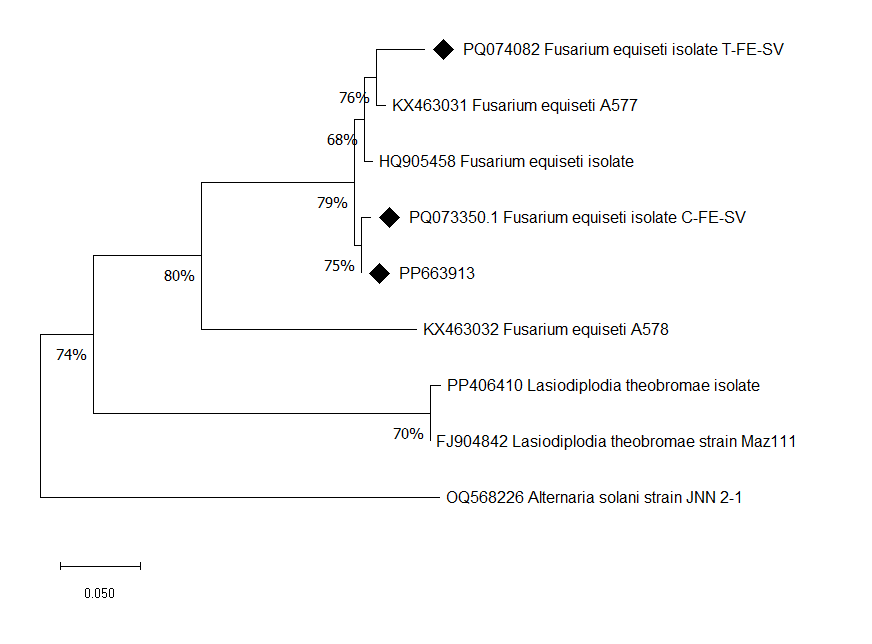 PQ074082 Fusarium equiseti isolate T-FE-SV
76%
KX463031 Fusarium equiseti A577
68%
HQ905458 Fusarium equiseti isolate
79%
PQ073350.1 Fusarium equiseti isolate C-FE-SV
75%
PP663913
80%
KX463032 Fusarium equiseti A578
74%
PP406410 Lasiodiplodia theobromae isolate
70%
FJ904842 Lasiodiplodia theobromae strain Maz111
OQ568226 Alternaria solani strain JNN 2-1
0.050